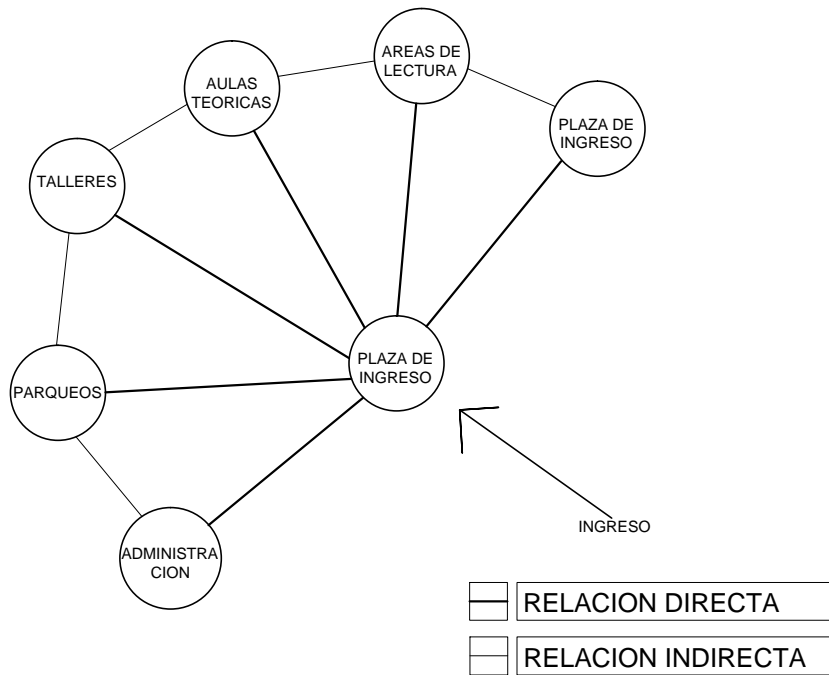 AREAS DE
LECTURA
AULAS
TEORICAS
PLAZA DE
INGRESO
TALLERES
PLAZA DE
INGRESO
PARQUEOS
INGRESO
ADMINISTRA
CION
RELACION DIRECTA
RELACION INDIRECTA